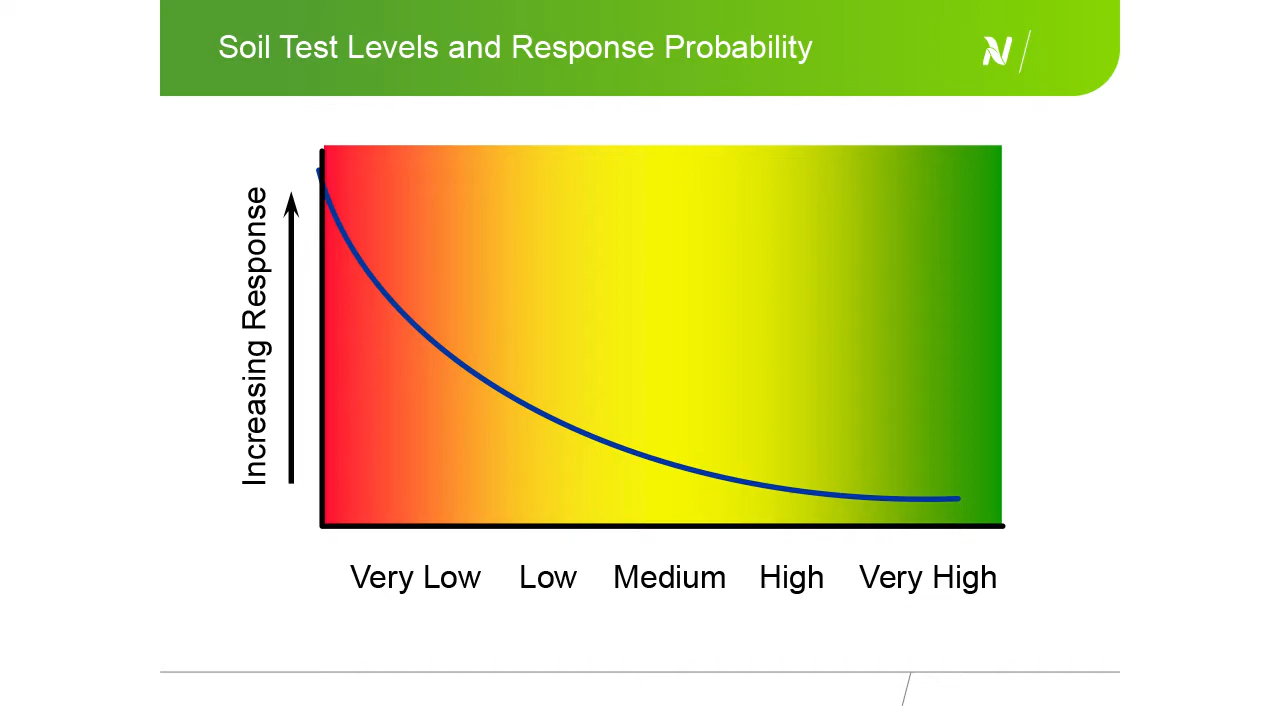 Soil Test Levels and Response Probability
Increasing Response
Very Low Low Medium High Very High